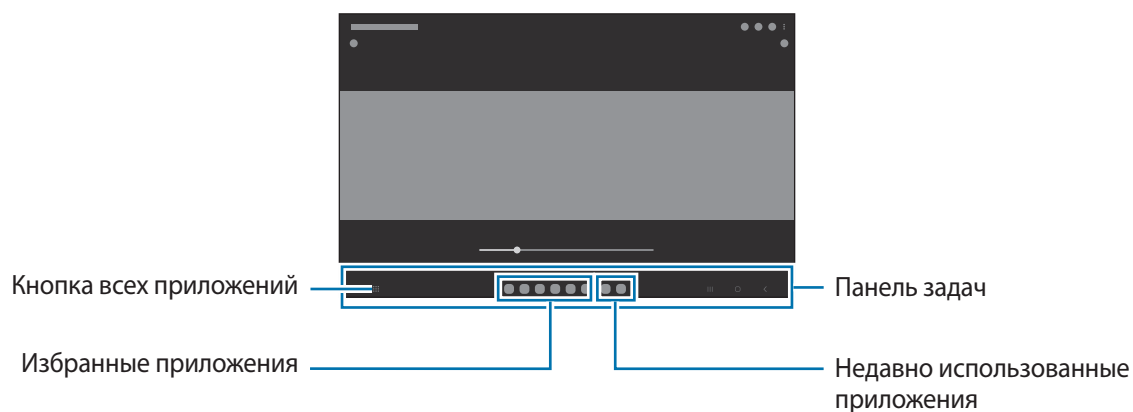 Кнопка всех приложений
Панель задач
Избранные приложения
Недавно использованные
приложения